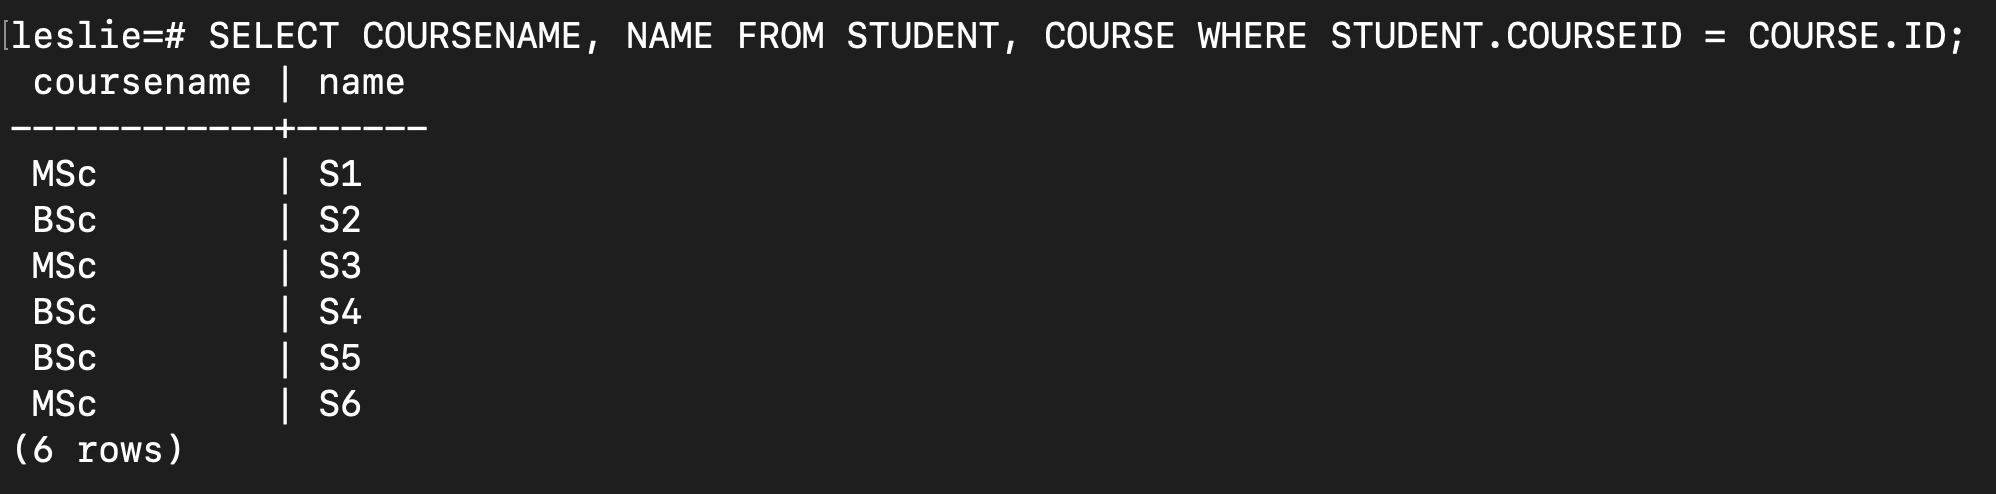 [leslie=# SELECT COURSENAME, NAME FROM STUDENT, COURSE WHERE STUDENT.COURSEID = COURSE.ID;
 coursename | name
------------+------
 MSc        | S1
 BSc        | S2
 MSc        | S3
 BSc        | S4
 BSc        | S5
 MSc        | S6
(6 rows)